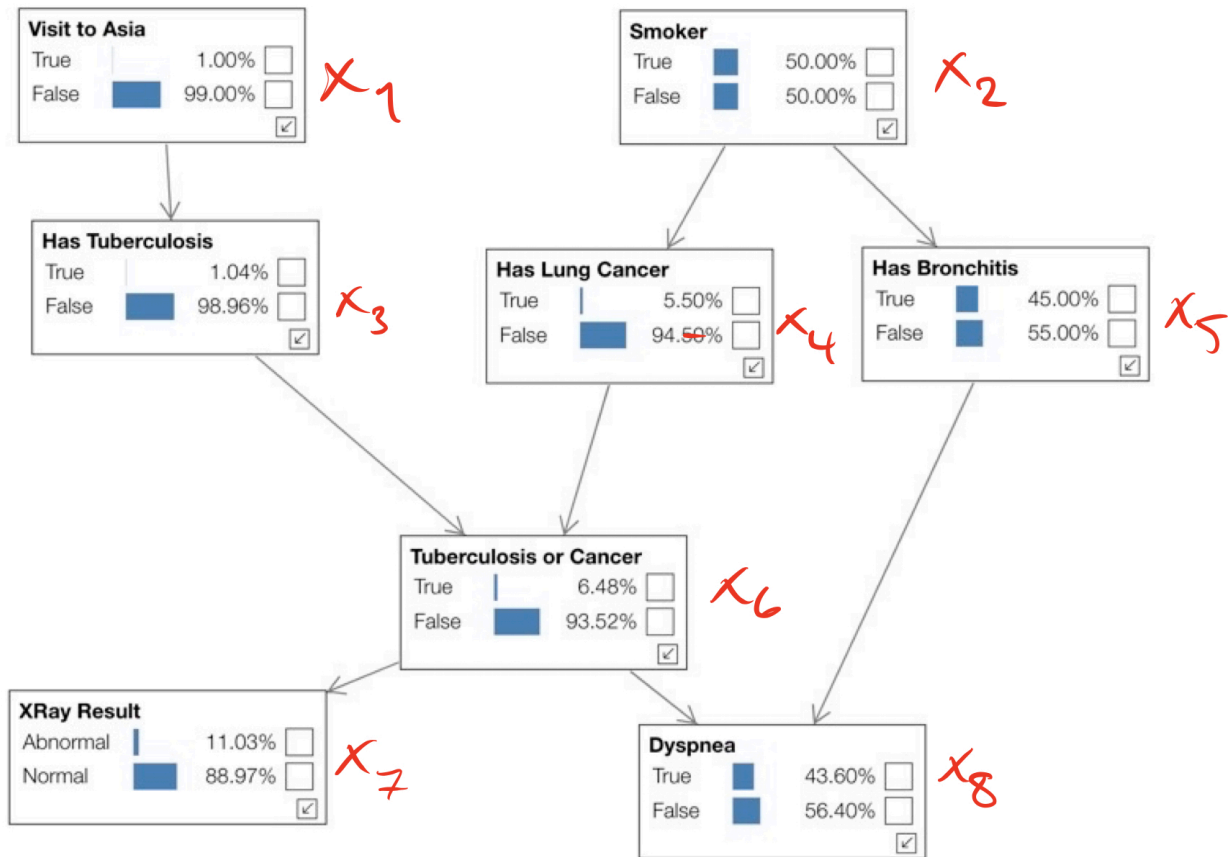 Visit to Asia
True 1.00%
False 99.00%
x1
Smoker
True 50.00%
False 50.00%
x2
Has Tuberculosis
True 1.04%
False 98.96%
x3
Has Lung Cancer
True 5.50%
False 94.50%
x4
Has Bronchitis
True 45.00%
False 55.00%
x5
Tuberculosis or Cancer
True 6.48%
False 93.52%
x6
XRay Result
Abnormal 11.03%
Normal 88.97%
x7
Dyspnea
True 43.60%
False 56.40%
x8